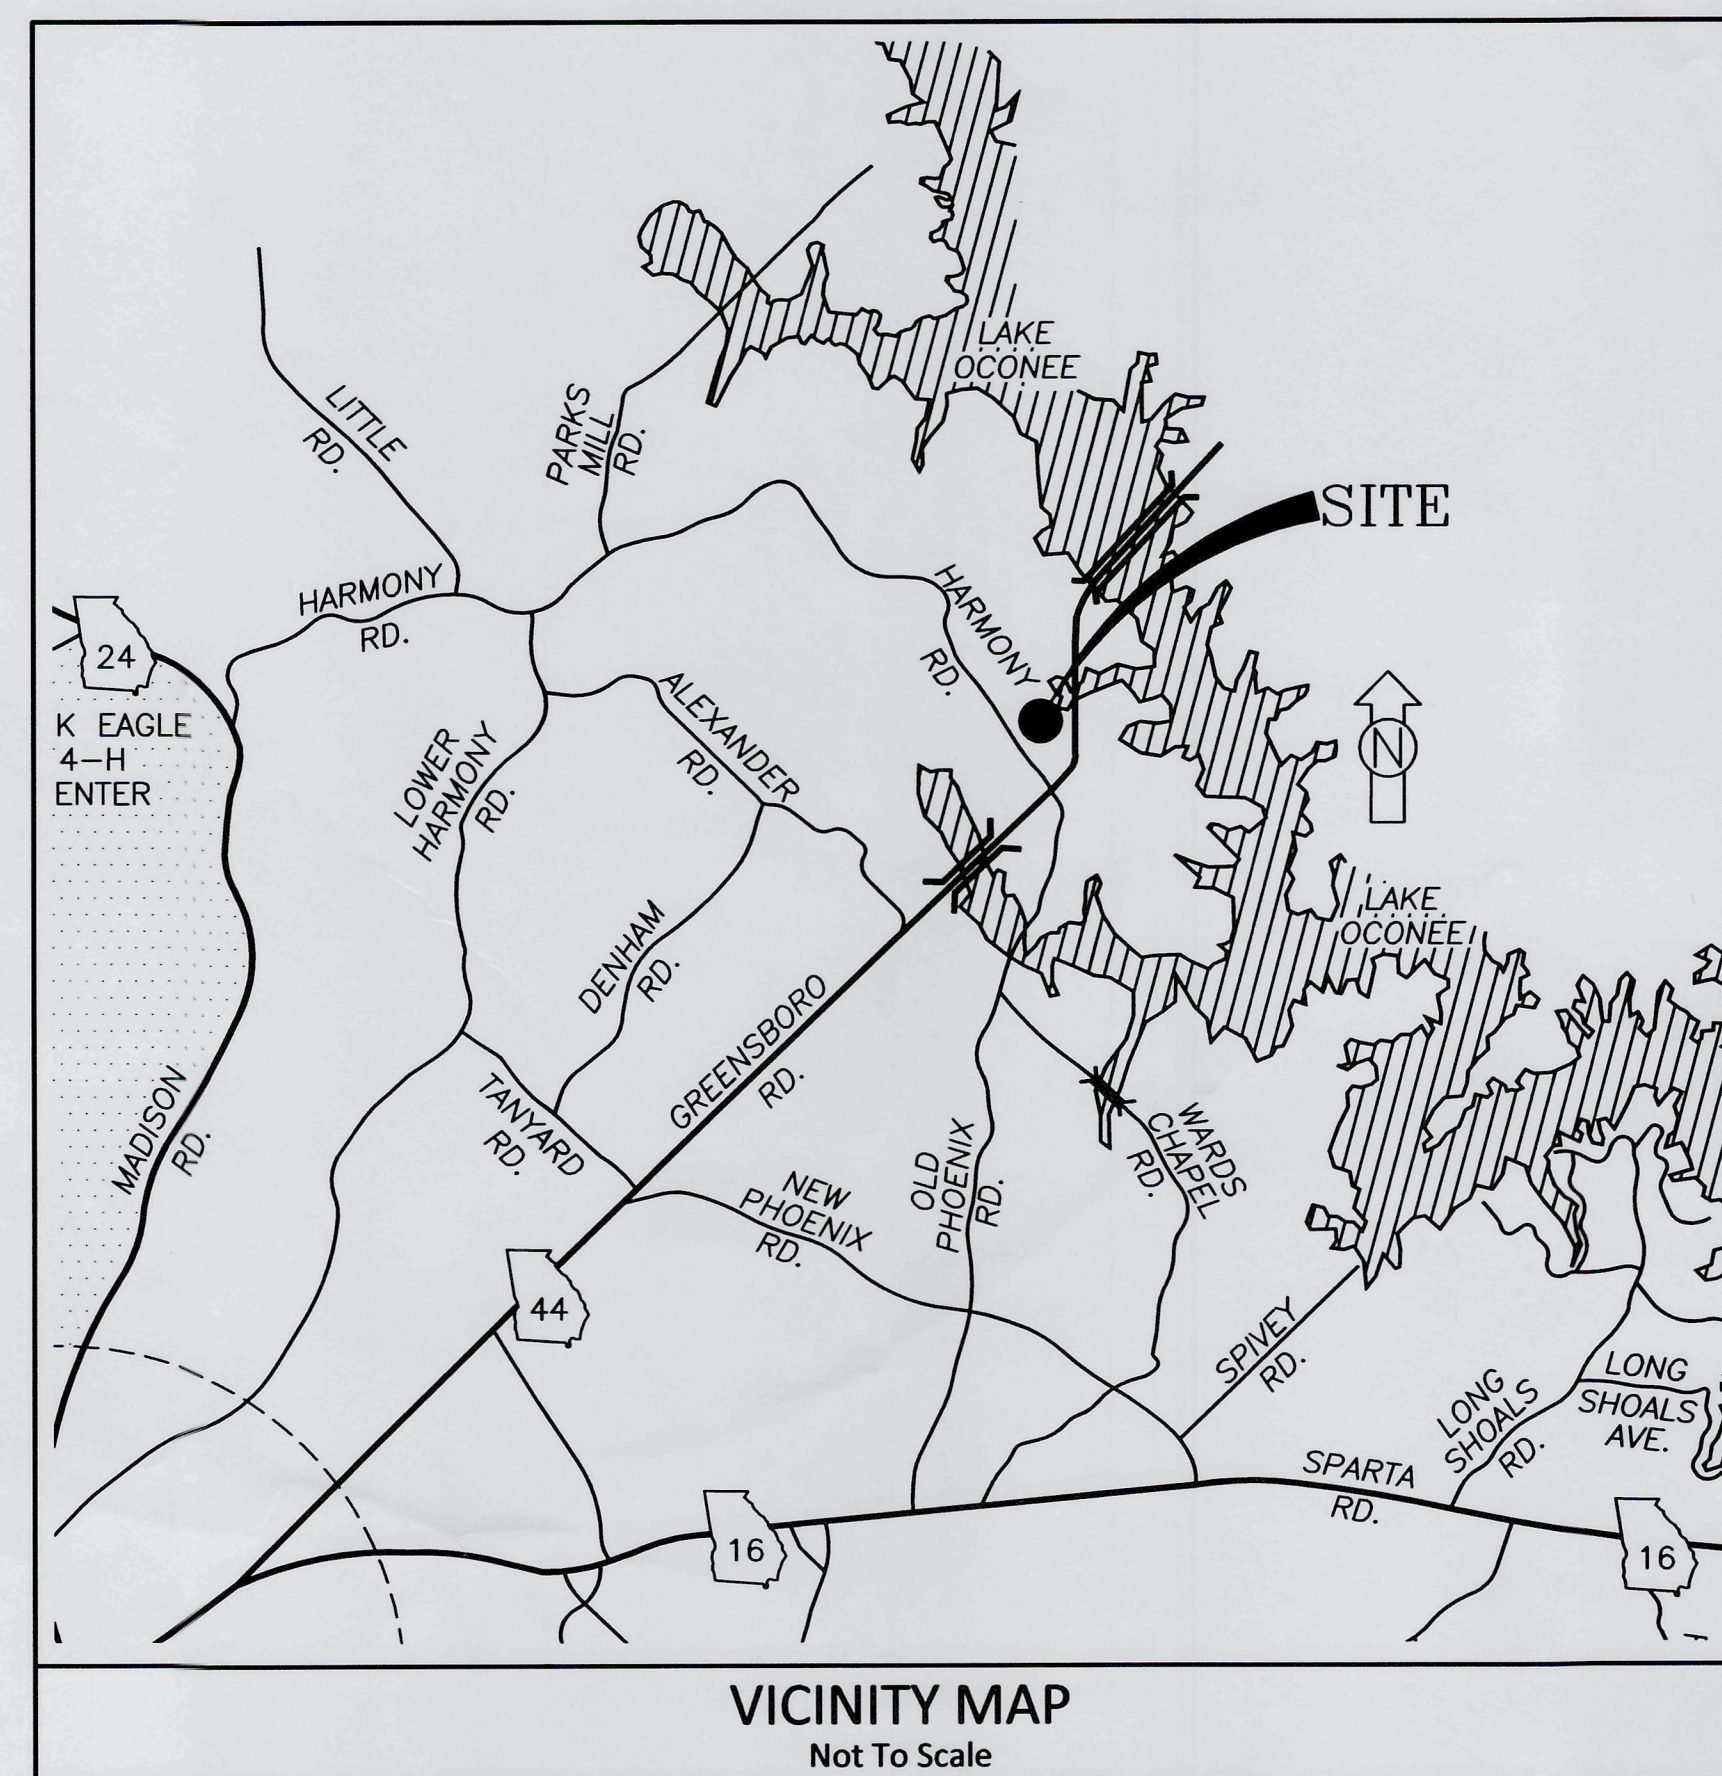 LAKE
OCONEE
LITTLE
RD.
PARKS
MILL
RD.
SITE
HARMONY
RD.
HARMONY
RD.
24
K EAGLE
4-H
ENTER
ALEXANDER
RD.
LOWER
HARMONY
RD.
N
LAKE
OCONEE
DENHAM
RD.
GREENSBORO
RD.
MADISON
RD.
TANYARD
RD.
NEW
PHOENIX
RD.
OLD
PHOENIX
RD.
WARDS
CHAPEL
RD.
44
SPIVEY
RD.
LONG
SHOALS
RD.
LONG
SHOALS
AVE.
SPARTA
RD.
16
16
VICINITY MAP
Not To Scale